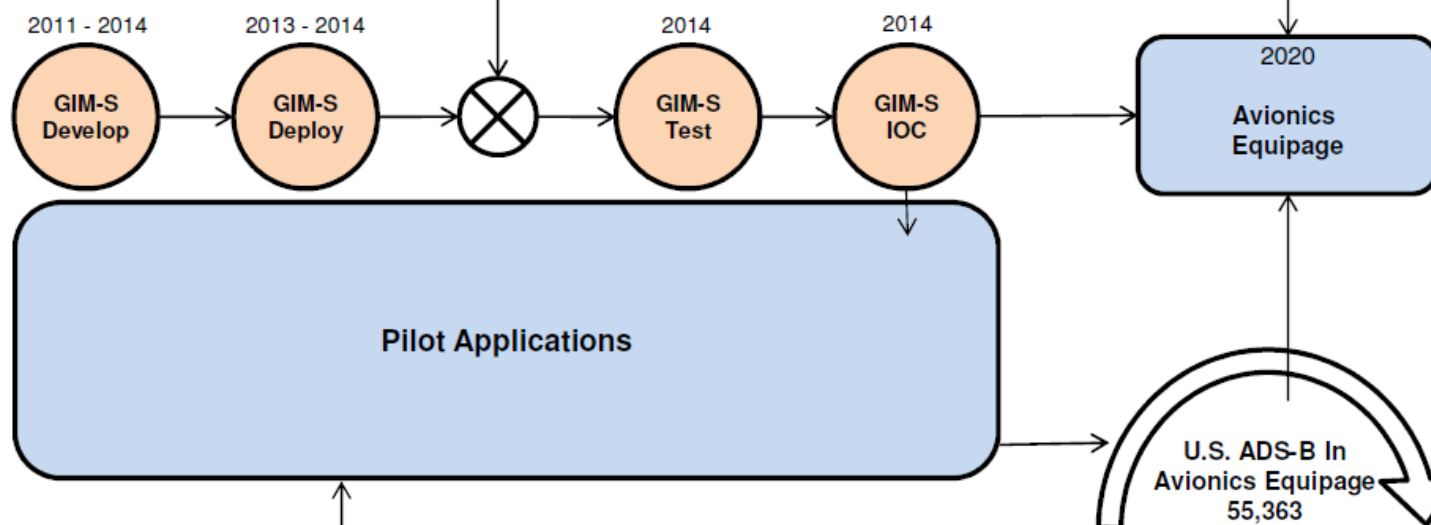 2011 - 2014
2013 - 2014
2014
2014
2020
GIM-S
Develop
GIM-S
Deploy
GIM-S
Test
GIM-S
IOC
Avionics
Equipage
Pilot Applications
U.S. ADS-B In
Avionics Equipage
55,363